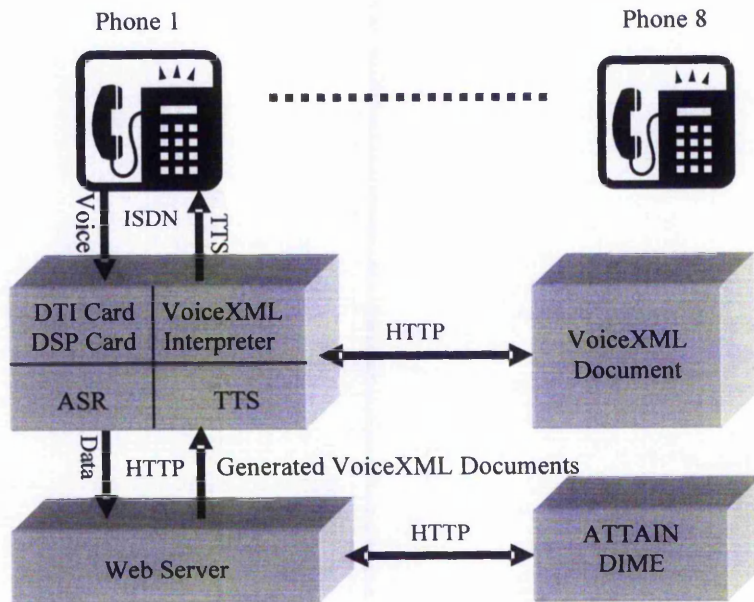 Phone 1
Phone 8
Voice
ISDN
TTS
DTI Card
DSP Card
VoiceXML
Interpreter
ASR
TTS
HTTP
VoiceXML
Document
Data
HTTP
Generated VoiceXML Documents
Web Server
HTTP
ATTAIN
DIME